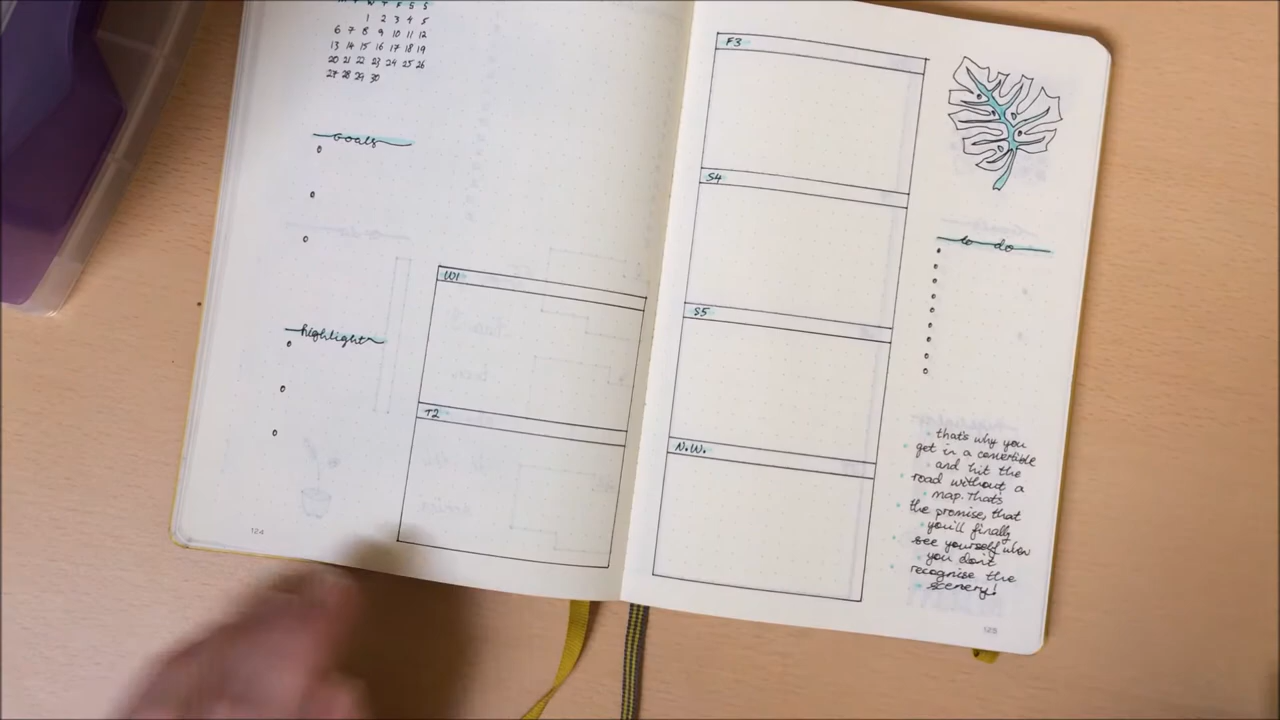 1 2 3 4 5
6 7 8 9 10 11 12
13 14 15 16 17 18 19
20 21 22 23 24 25 26
27 28 29 30
Goals
highlights
W1
T2
124
F3
S4
S5
N.W.
to do
that's why you
get in a convertible
and hit the
road without a
map. That's
the promise, that
you'll finally
see yourself when
you don't
recognise the
scenery!
125